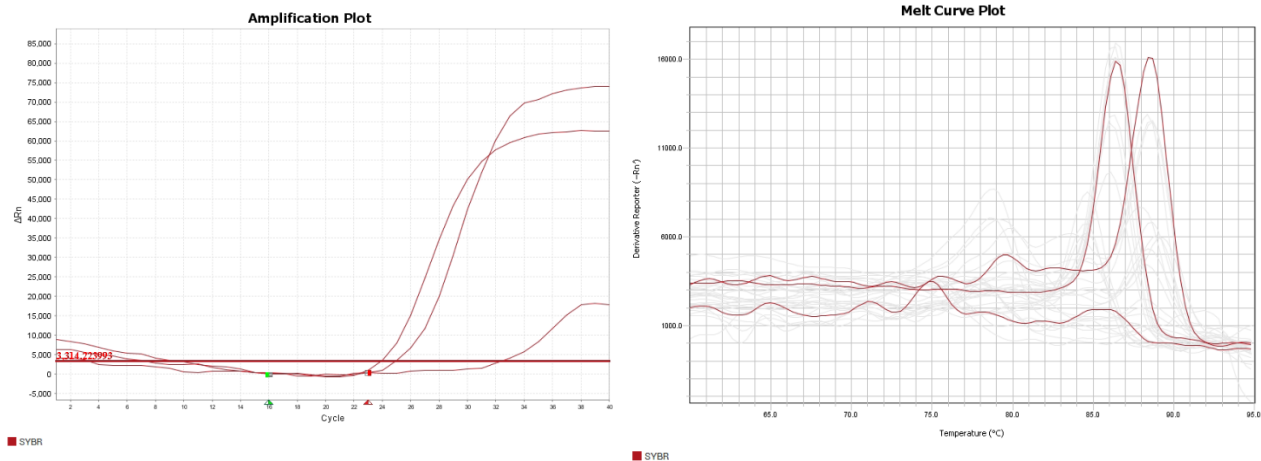 Amplification Plot
85,000
80,000
75,000
70,000
65,000
60,000
55,000
50,000
45,000
40,000
35,000
30,000
25,000
20,000
15,000
10,000
5,000
0
-5,000
ΔRn
3,314.223993
2 4 6 8 10 12 14 16 18 20 22 24 26 28 30 32 34 36 38 40
Cycle
SYBR
Melt Curve Plot
16000.0
11000.0
6000.0
1000.0
Derivative Reporter (-Rn')
65.0 70.0 75.0 80.0 85.0 90.0 95.0
Temperature (°C)
SYBR